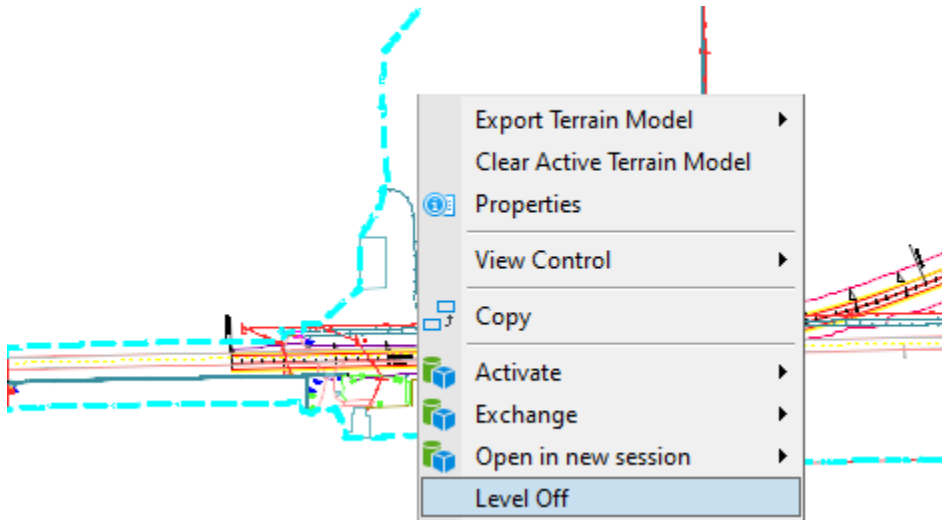 Export Terrain Model
Clear Active Terrain Model
Properties
View Control
Copy
Activate
Exchange
Open in new session
Level Off